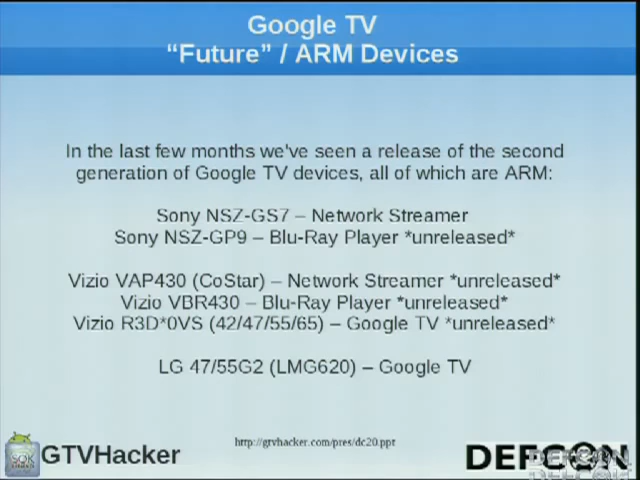 Google TV
“Future” / ARM Devices
In the last few months we've seen a release of the second
generation of Google TV devices, all of which are ARM:
Sony NSZ-GS7 – Network Streamer
Sony NSZ-GP9 – Blu-Ray Player *unreleased*
Vizio VAP430 (CoStar) – Network Streamer *unreleased*
Vizio VBR430 – Blu-Ray Player *unreleased*
Vizio R3D*0VS (42/47/55/65) – Google TV *unreleased*
LG 47/55G2 (LMG620) – Google TV
http://gtvhacker.com/pres/dc20.ppt
GTVHacker
DEFCON
DEFCON